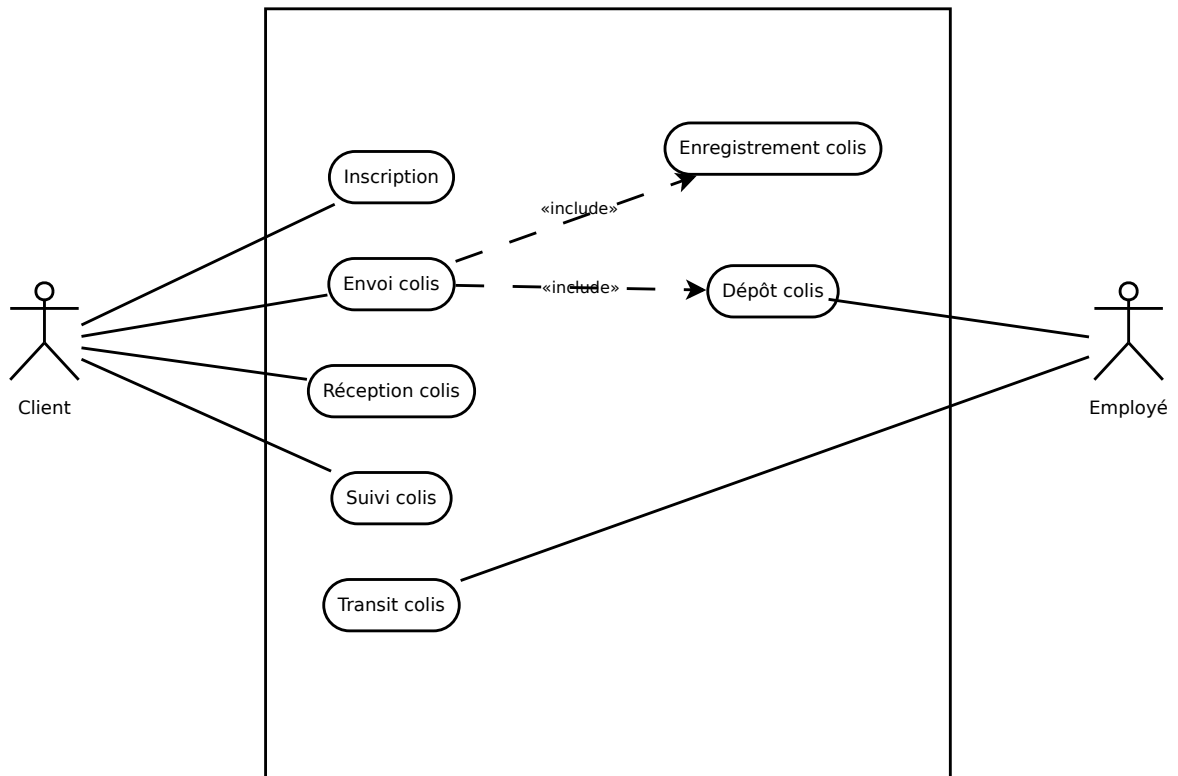 Enregistrement colis
Inscription
«include»
Envoi colis
«include»
Dépôt colis
Réception colis
Client
Employé
Suivi colis
Transit colis